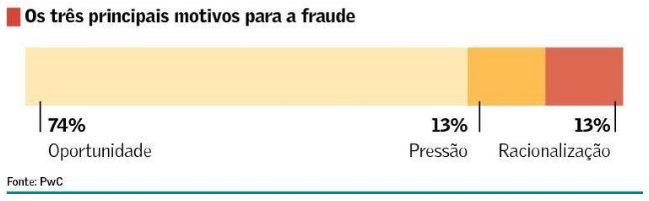 Os três principais motivos para a fraude
74% 13% 13%
Oportunidade Pressão Racionalização
Fonte: PwC